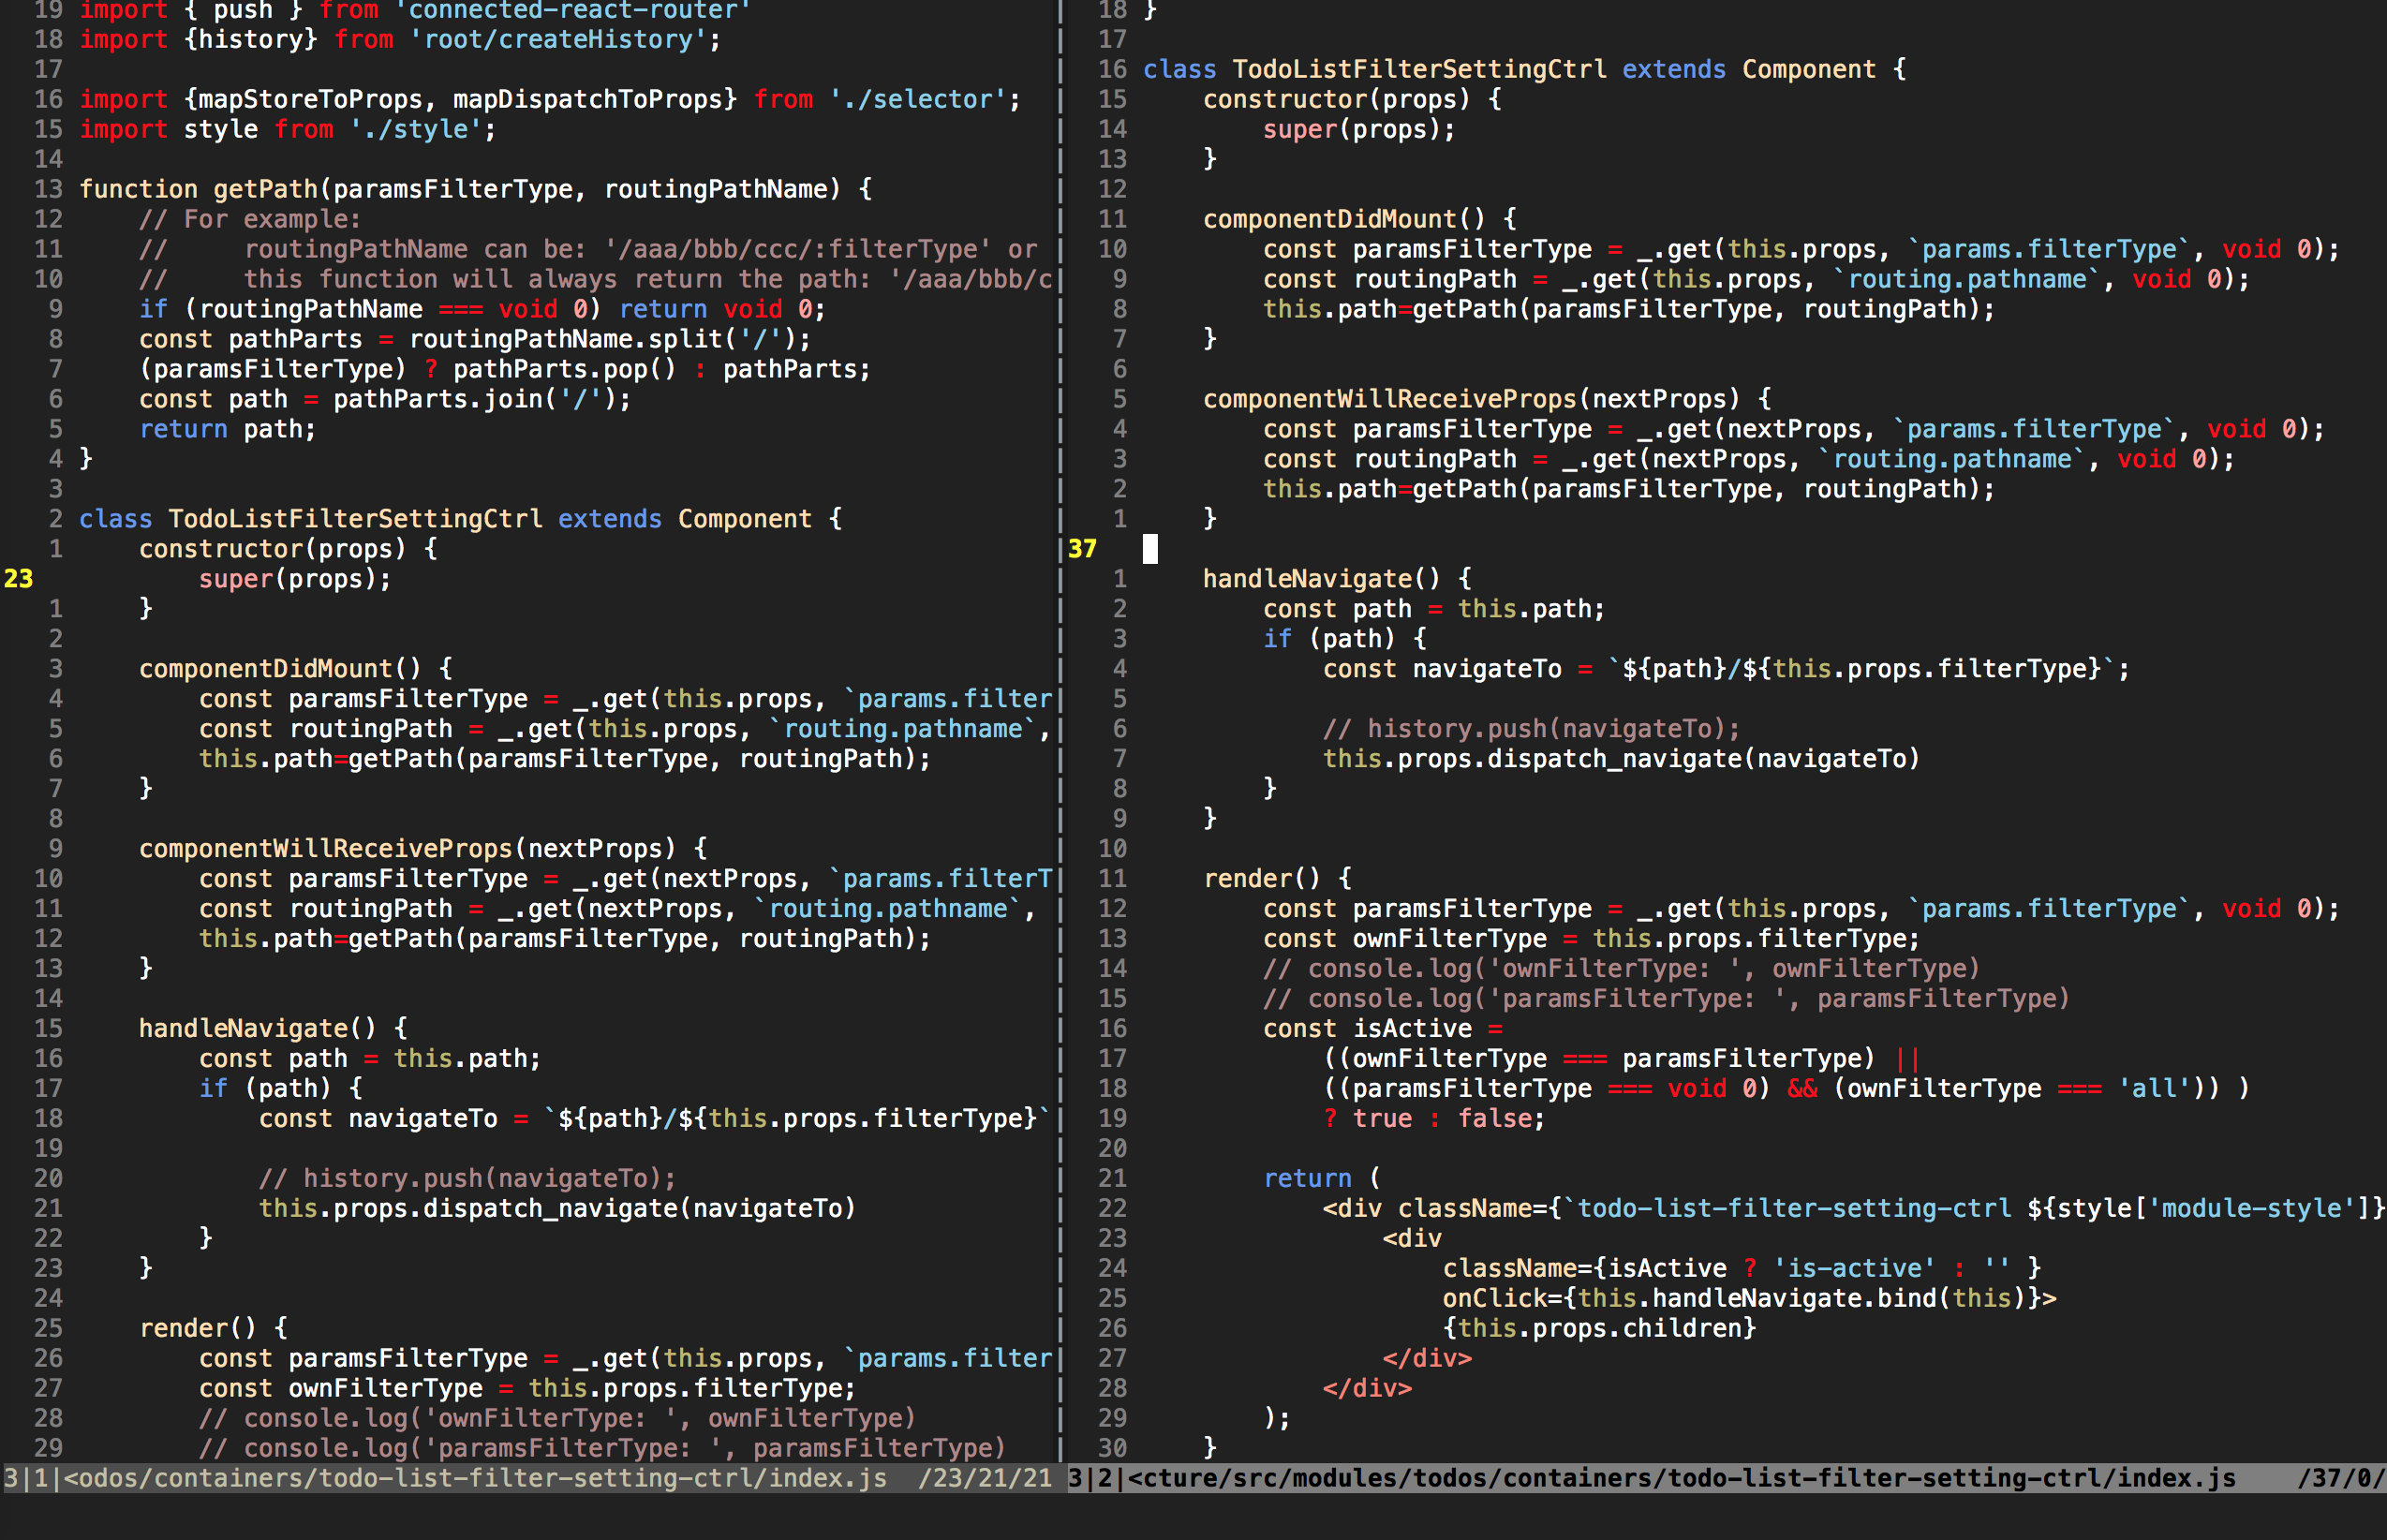 19 import { push } from 'connected-react-router'
18 import {history} from 'root/createHistory';
17
16 import {mapStoreToProps, mapDispatchToProps} from './selector';
15 import style from './style';
14
13 function getPath(paramsFilterType, routingPathName) {
12     // For example:
11     //     routingPathName can be: '/aaa/bbb/ccc/:filterType' or
10     //     this function will always return the path: '/aaa/bbb/c
9     if (routingPathName === void 0) return void 0;
8     const pathParts = routingPathName.split('/');
7     (paramsFilterType) ? pathParts.pop() : pathParts;
6     const path = pathParts.join('/');
5     return path;
4 }
3
2 class TodoListFilterSettingCtrl extends Component {
1     constructor(props) {
23         super(props);
1     }
2
3     componentDidMount() {
4         const paramsFilterType = _.get(this.props, `params.filter
5         const routingPath = _.get(this.props, `routing.pathname`,
6         this.path=getPath(paramsFilterType, routingPath);
7     }
8
9     componentWillReceiveProps(nextProps) {
10         const paramsFilterType = _.get(nextProps, `params.filterT
11         const routingPath = _.get(nextProps, `routing.pathname`,
12         this.path=getPath(paramsFilterType, routingPath);
13     }
14
15     handleNavigate() {
16         const path = this.path;
17         if (path) {
18             const navigateTo = `${path}/${this.props.filterType}`
19
20             // history.push(navigateTo);
21             this.props.dispatch_navigate(navigateTo)
22         }
23     }
24
25     render() {
26         const paramsFilterType = _.get(this.props, `params.filter
27         const ownFilterType = this.props.filterType;
28         // console.log('ownFilterType: ', ownFilterType)
29         // console.log('paramsFilterType: ', paramsFilterType)
3|1|<odos/containers/todo-list-filter-setting-ctrl/index.js  /23/21/21
18 }
17
16 class TodoListFilterSettingCtrl extends Component {
15     constructor(props) {
14         super(props);
13     }
12
11     componentDidMount() {
10         const paramsFilterType = _.get(this.props, `params.filterType`, void 0);
9         const routingPath = _.get(this.props, `routing.pathname`, void 0);
8         this.path=getPath(paramsFilterType, routingPath);
7     }
6
5     componentWillReceiveProps(nextProps) {
4         const paramsFilterType = _.get(nextProps, `params.filterType`, void 0);
3         const routingPath = _.get(nextProps, `routing.pathname`, void 0);
2         this.path=getPath(paramsFilterType, routingPath);
1     }
37
1     handleNavigate() {
2         const path = this.path;
3         if (path) {
4             const navigateTo = `${path}/${this.props.filterType}`;
5
6             // history.push(navigateTo);
7             this.props.dispatch_navigate(navigateTo)
8         }
9     }
10
11     render() {
12         const paramsFilterType = _.get(this.props, `params.filterType`, void 0);
13         const ownFilterType = this.props.filterType;
14         // console.log('ownFilterType: ', ownFilterType)
15         // console.log('paramsFilterType: ', paramsFilterType)
16         const isActive =
17             ((ownFilterType === paramsFilterType) ||
18             ((paramsFilterType === void 0) && (ownFilterType === 'all')) )
19             ? true : false;
20
21         return (
22             <div className={`todo-list-filter-setting-ctrl ${style['module-style']}
23                 <div
24                     className={isActive ? 'is-active' : '' }
25                     onClick={this.handleNavigate.bind(this)}>
26                     {this.props.children}
27                 </div>
28             </div>
29         );
30     }
3|2|<cture/src/modules/todos/containers/todo-list-filter-setting-ctrl/index.js    /37/0/